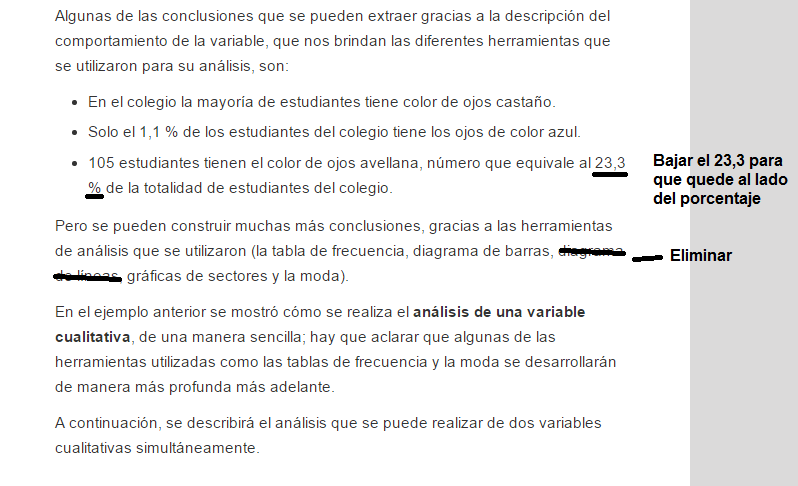 Algunas de las conclusiones que se pueden extraer gracias a la descripción del
comportamiento de la variable, que nos brindan las diferentes herramientas que
se utilizaron para su análisis, son:
• En el colegio la mayoría de estudiantes tiene color de ojos castaño.
• Solo el 1,1 % de los estudiantes del colegio tiene los ojos de color azul.
• 105 estudiantes tienen el color de ojos avellana, número que equivale al 23,3
% de la totalidad de estudiantes del colegio.
Bajar el 23,3 para
que quede al lado
del porcentaje
Pero se pueden construir muchas más conclusiones, gracias a las herramientas
de análisis que se utilizaron (la tabla de frecuencia, diagrama de barras, diagrama
de líneas, gráficas de sectores y la moda).
Eliminar
En el ejemplo anterior se mostró cómo se realiza el análisis de una variable
cualitativa, de una manera sencilla; hay que aclarar que algunas de las
herramientas utilizadas como las tablas de frecuencia y la moda se desarrollarán
de manera más profunda más adelante.
A continuación, se describirá el análisis que se puede realizar de dos variables
cualitativas simultáneamente.